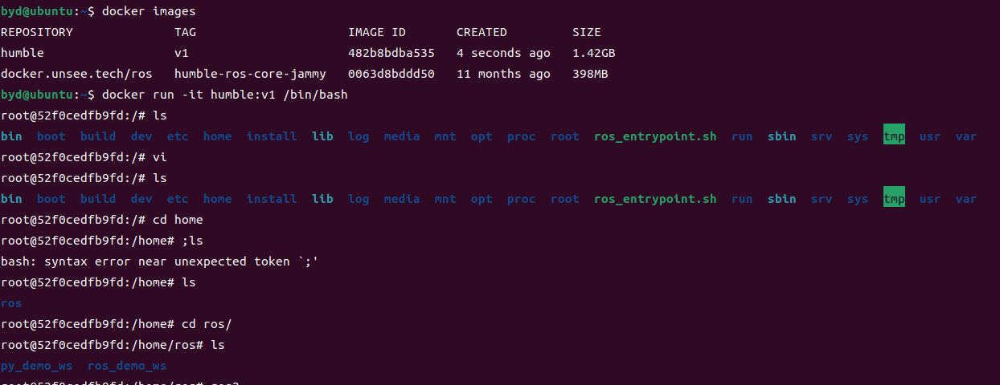 byd@ubuntu:~$ docker images
REPOSITORY TAG IMAGE ID CREATED SIZE
humble v1 482b8bdba535 4 seconds ago 1.42GB
docker.unsee.tech/ros humble-ros-core-jammy 0063d8bddd50 11 months ago 398MB
byd@ubuntu:~$ docker run -it humble:v1 /bin/bash
root@52f0cedfb9fd:/# ls
bin boot build dev etc home install lib log media mnt opt proc root ros_entrypoint.sh run sbin srv sys tmp usr var
root@52f0cedfb9fd:/# vi
root@52f0cedfb9fd:/# ls
bin boot build dev etc home install lib log media mnt opt proc root ros_entrypoint.sh run sbin srv sys tmp usr var
root@52f0cedfb9fd:/# cd home
root@52f0cedfb9fd:/home# ;ls
bash: syntax error near unexpected token `;'
root@52f0cedfb9fd:/home# ls
ros
root@52f0cedfb9fd:/home# cd ros/
root@52f0cedfb9fd:/home/ros# ls
py_demo_ws ros_demo_ws